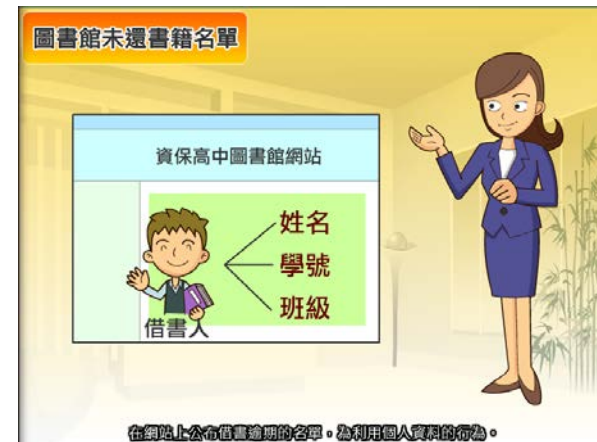 圖書館未還書籍名單
資保高中圖書館網站
姓名
學號
班級
借書人
在網站上公布借書逾期的名單，為利用個人資料的行為。